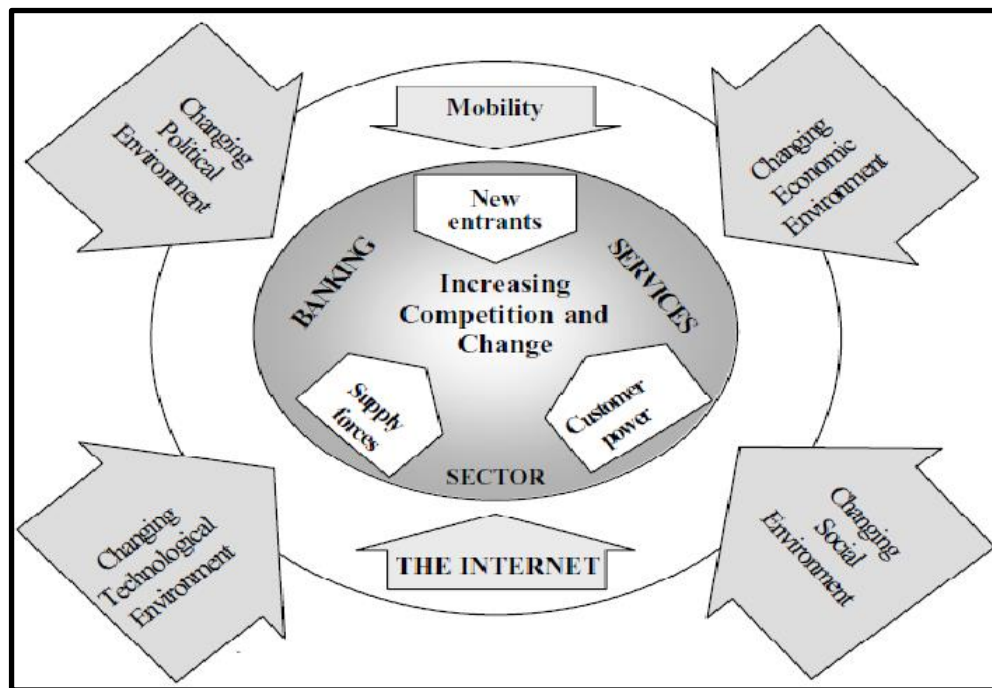 Changing
Political
Environment
Mobility
Changing
Economic
Environment
New
entrants
BANKING
SERVICES
Increasing
Competition and
Change
Supply
forces
Customer
power
SECTOR
Changing
Technological
Environment
THE INTERNET
Changing
Social
Environment